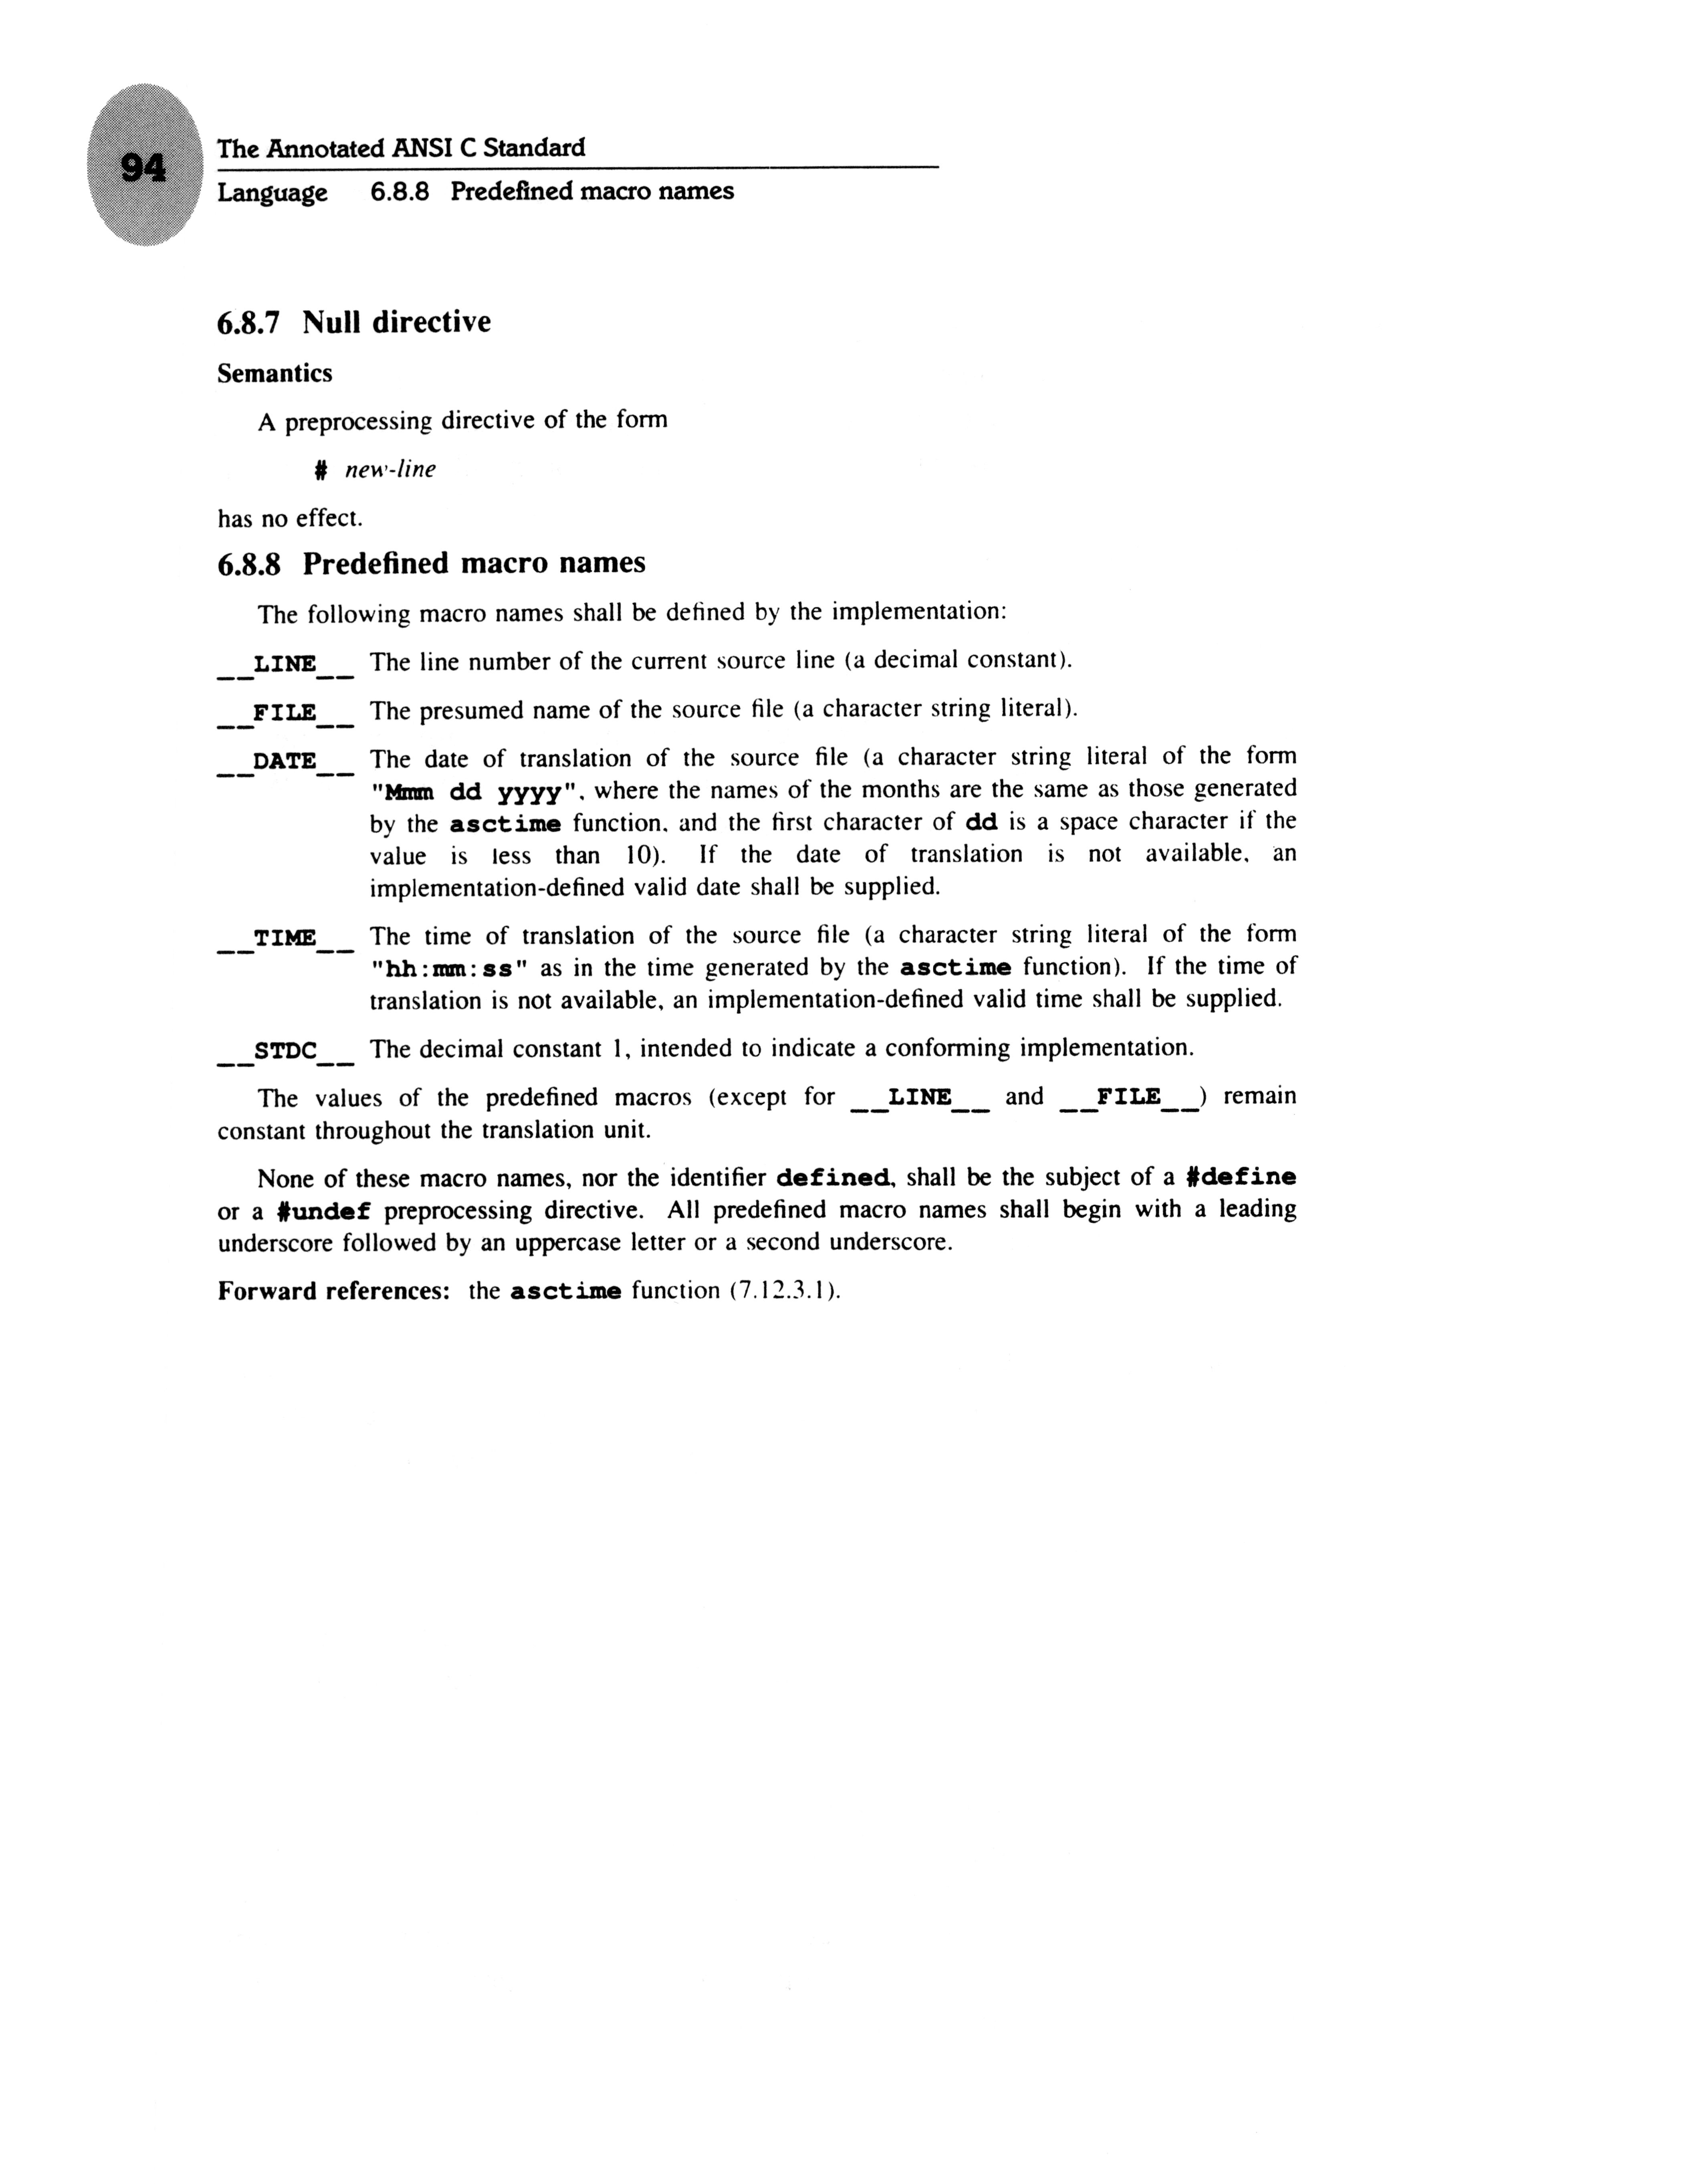 94
The Annotated ANSI C Standard
Language 6.8.8 Predefined macro names
6.8.7 Null directive
Semantics
A preprocessing directive of the form
# new-line
has no effect.
6.8.8 Predefined macro names
The following macro names shall be defined by the implementation:
__LINE__ The line number of the current source line (a decimal constant).
__FILE__ The presumed name of the source file (a character string literal).
__DATE__ The date of translation of the source file (a character string literal of the form
"Mmm dd yyyy", where the names of the months are the same as those generated
by the asctime function, and the first character of dd is a space character if the
value is less than 10). If the date of translation is not available, an
implementation-defined valid date shall be supplied.
__TIME__ The time of translation of the source file (a character string literal of the form
"hh:mm:ss" as in the time generated by the asctime function). If the time of
translation is not available, an implementation-defined valid time shall be supplied.
__STDC__ The decimal constant 1, intended to indicate a conforming implementation.
The values of the predefined macros (except for __LINE__ and __FILE__) remain
constant throughout the translation unit.
None of these macro names, nor the identifier defined, shall be the subject of a #define
or a #undef preprocessing directive. All predefined macro names shall begin with a leading
underscore followed by an uppercase letter or a second underscore.
Forward references: the asctime function (7.12.3.1).